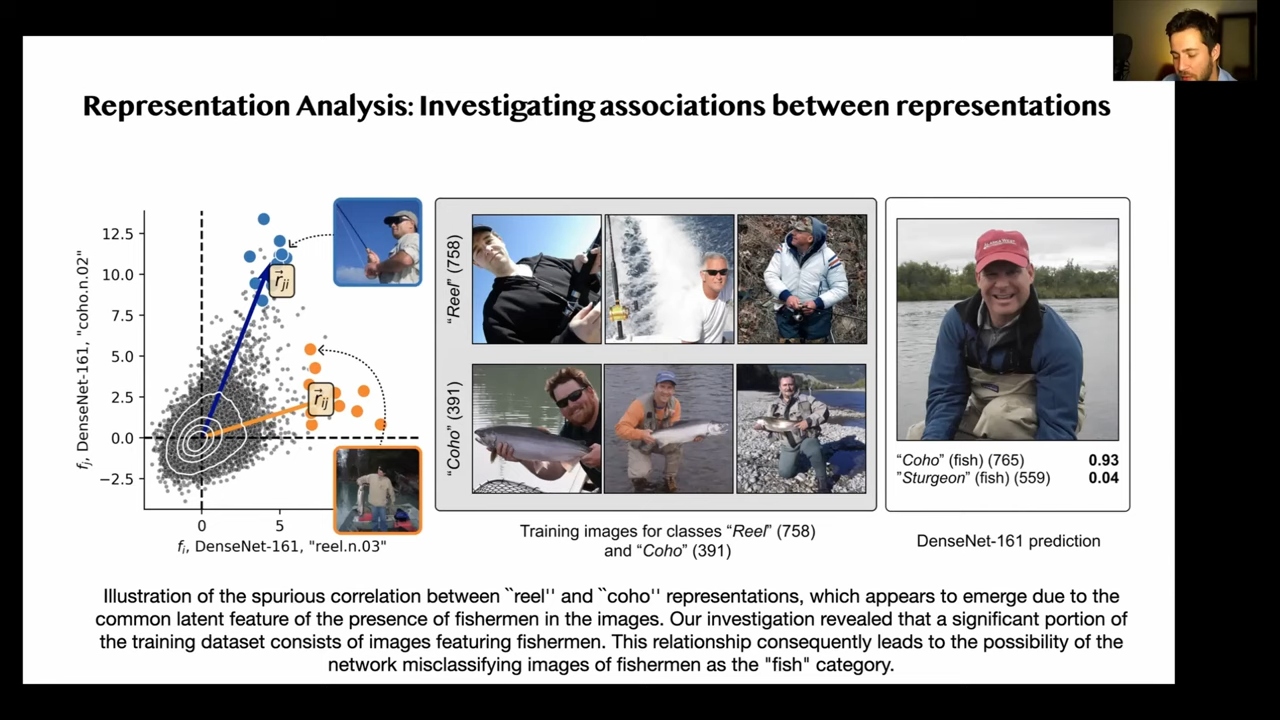 Representation Analysis: Investigating associations between representations
12.5
10.0
7.5
5.0
2.5
0.0
−2.5
fj, DenseNet-161, "coho.n.02"
0
5
fi, DenseNet-161, "reel.n.03"
rji
rij
“Reel” (758)
“Coho” (391)
Training images for classes “Reel” (758)
and “Coho” (391)
“Coho” (fish) (765) 0.93
”Sturgeon” (fish) (559) 0.04
DenseNet-161 prediction
Illustration of the spurious correlation between ``reel'' and ``coho'' representations, which appears to emerge due to the
common latent feature of the presence of fishermen in the images. Our investigation revealed that a significant portion of
the training dataset consists of images featuring fishermen. This relationship consequently leads to the possibility of the
network misclassifying images of fishermen as the "fish" category.